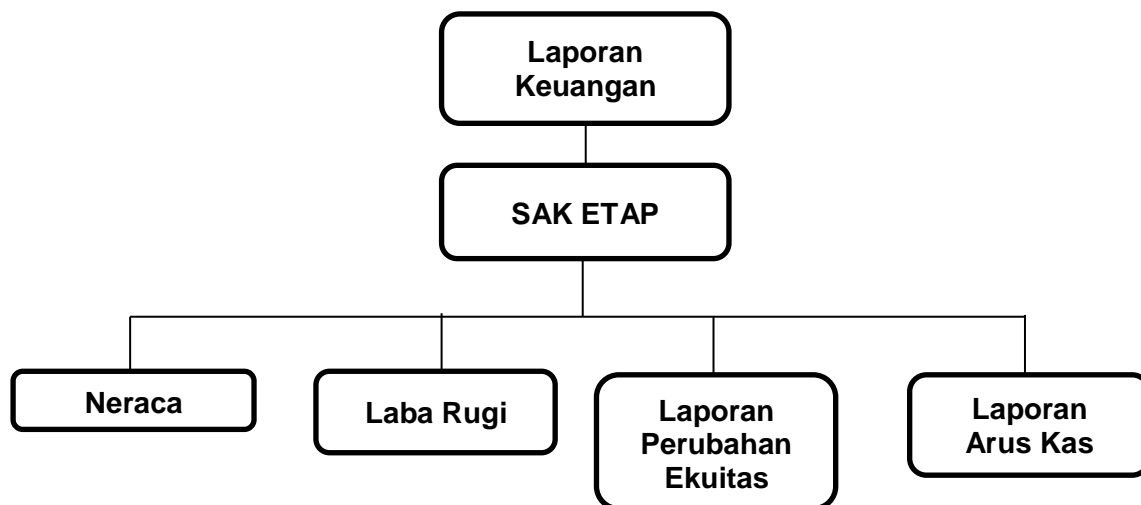 Laporan
Keuangan
SAK ETAP
Neraca
Laba Rugi
Laporan
Perubahan
Ekuitas
Laporan
Arus Kas